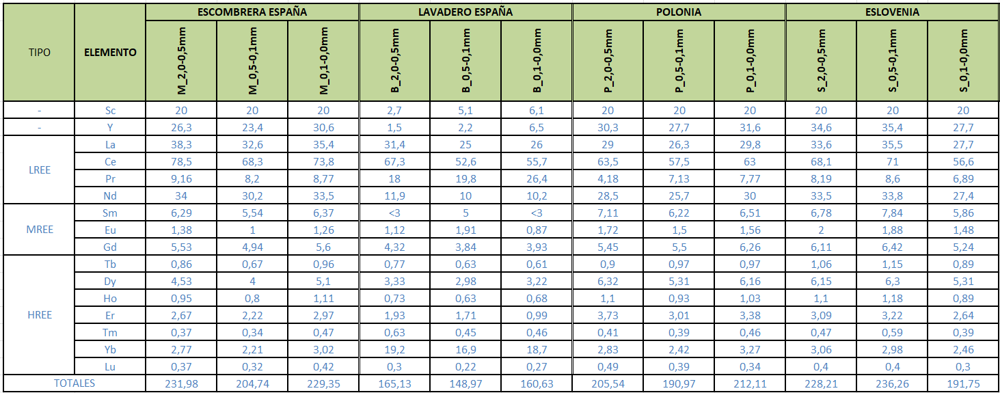 TIPO ELEMENTO ESCOMBRERA ESPAÑA LAVADERO ESPAÑA POLONIA ESLOVENIA
M_2,0-0,5mm M_0,5-0,1mm M_0,1-0,0mm B_2,0-0,5mm B_0,5-0,1mm B_0,1-0,0mm P_2,0-0,5mm P_0,5-0,1mm P_0,1-0,0mm S_2,0-0,5mm S_0,5-0,1mm S_0,1-0,0mm
- Sc 20 20 20 2,7 5,1 6,1 20 20 20 20 20 20
- Y 26,3 23,4 30,6 1,5 2,2 6,5 30,3 27,7 31,6 34,6 35,4 27,7
LREE La 38,3 32,6 35,4 31,4 25 26 29 26,3 29,8 33,6 35,5 27,7
Ce 78,5 68,3 73,8 67,3 52,6 55,7 63,5 57,5 63 68,1 71 56,6
Pr 9,16 8,2 8,77 18 19,8 26,4 4,18 7,13 7,77 8,19 8,6 6,89
Nd 34 30,2 33,5 11,9 10 10,2 28,5 25,7 30 33,5 33,8 27,4
MREE Sm 6,29 5,54 6,37 <3 5 <3 7,11 6,22 6,51 6,78 7,84 5,86
Eu 1,38 1 1,26 1,12 1,91 0,87 1,72 1,5 1,56 2 1,88 1,48
Gd 5,53 4,94 5,6 4,32 3,84 3,93 5,45 5,5 6,26 6,11 6,42 5,24
HREE Tb 0,86 0,67 0,96 0,77 0,63 0,61 0,9 0,97 0,97 1,06 1,15 0,89
Dy 4,53 4 5,1 3,33 2,98 3,22 6,32 5,31 6,16 6,15 6,3 5,31
Ho 0,95 0,8 1,11 0,73 0,63 0,68 1,1 0,93 1,03 1,1 1,18 0,89
Er 2,67 2,22 2,97 1,93 1,71 0,99 3,73 3,01 3,38 3,09 3,22 2,64
Tm 0,37 0,34 0,47 0,63 0,45 0,46 0,41 0,39 0,46 0,47 0,59 0,39
Yb 2,77 2,21 3,02 19,2 16,9 18,7 2,83 2,42 3,27 3,06 2,98 2,46
Lu 0,37 0,32 0,42 0,3 0,22 0,27 0,49 0,39 0,34 0,4 0,4 0,3
TOTALES 231,98 204,74 229,35 165,13 148,97 160,63 205,54 190,97 212,11 228,21 236,26 191,75